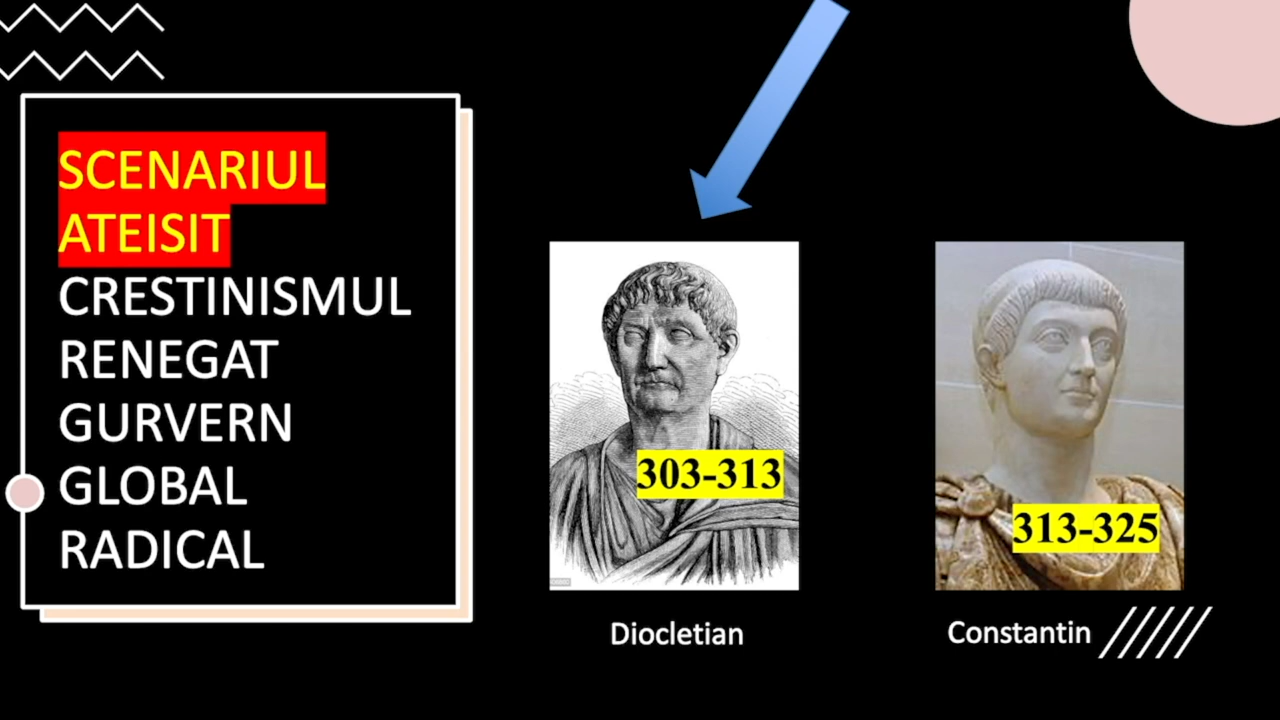 SCENARIUL
ATEISIT
CRESTINISMUL
RENEGAT
GURVERN
GLOBAL
RADICAL
303-313
313-325
Diocletian
Constantin